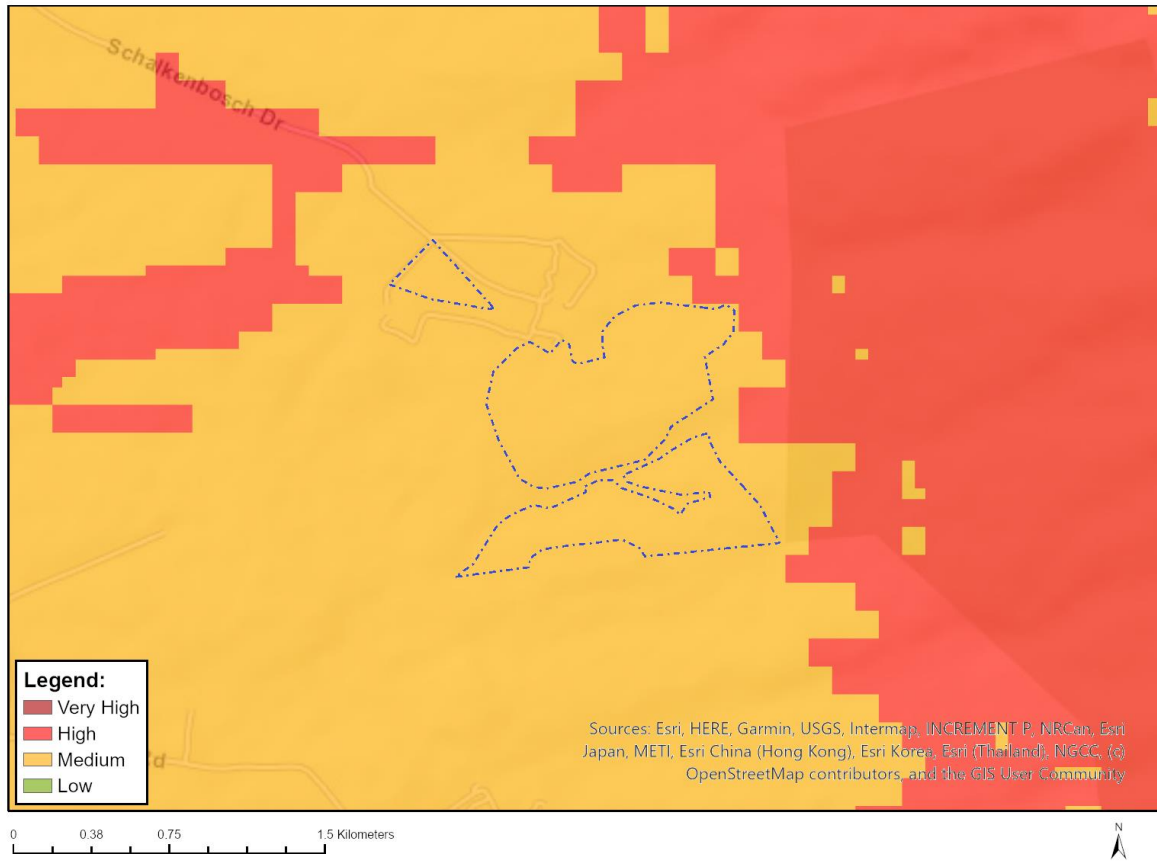 Schalkenbosch Dr
Rd
Legend:
Very High
High
Medium
Low
Sources: Esri, HERE, Garmin, USGS, Intermap, INCREMENT P, NRCan, Esri
Japan, METI, Esri China (Hong Kong), Esri Korea, Esri (Thailand), NGCC, (c)
OpenStreetMap contributors, and the GIS User Community
0 0.38 0.75 1.5 Kilometers
N